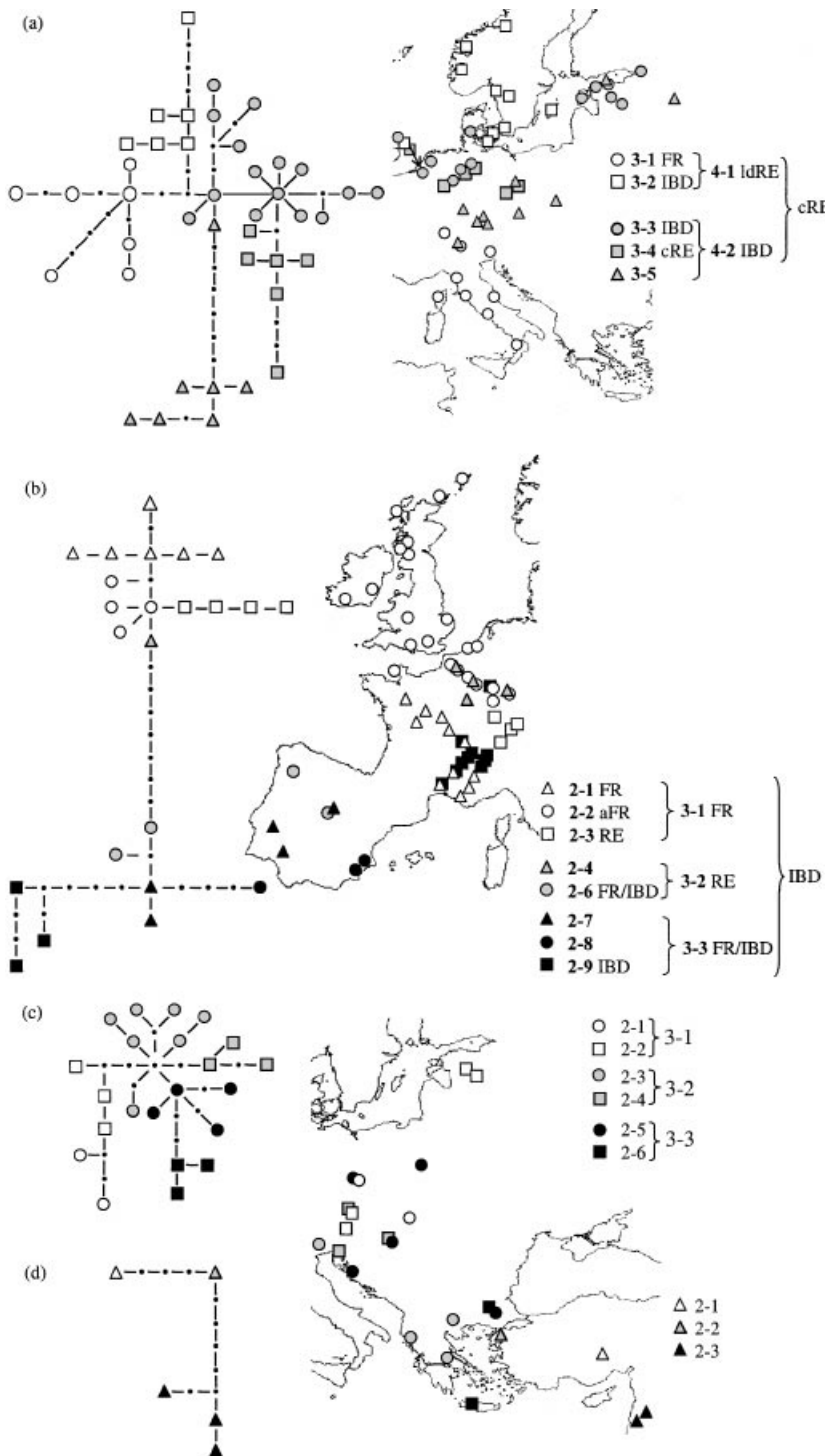 (a)
3-1 FR
3-2 IBD
4-1 ldRE
3-3 IBD
3-4 cRE
3-5
4-2 IBD
cRE
(b)
2-1 FR
2-2 aFR
2-3 RE
3-1 FR
2-4
2-6 FR/IBD
3-2 RE
2-7
2-8
2-9 IBD
3-3 FR/IBD
IBD
(c)
2-1
2-2
3-1
2-3
2-4
3-2
2-5
2-6
3-3
(d)
2-1
2-2
2-3